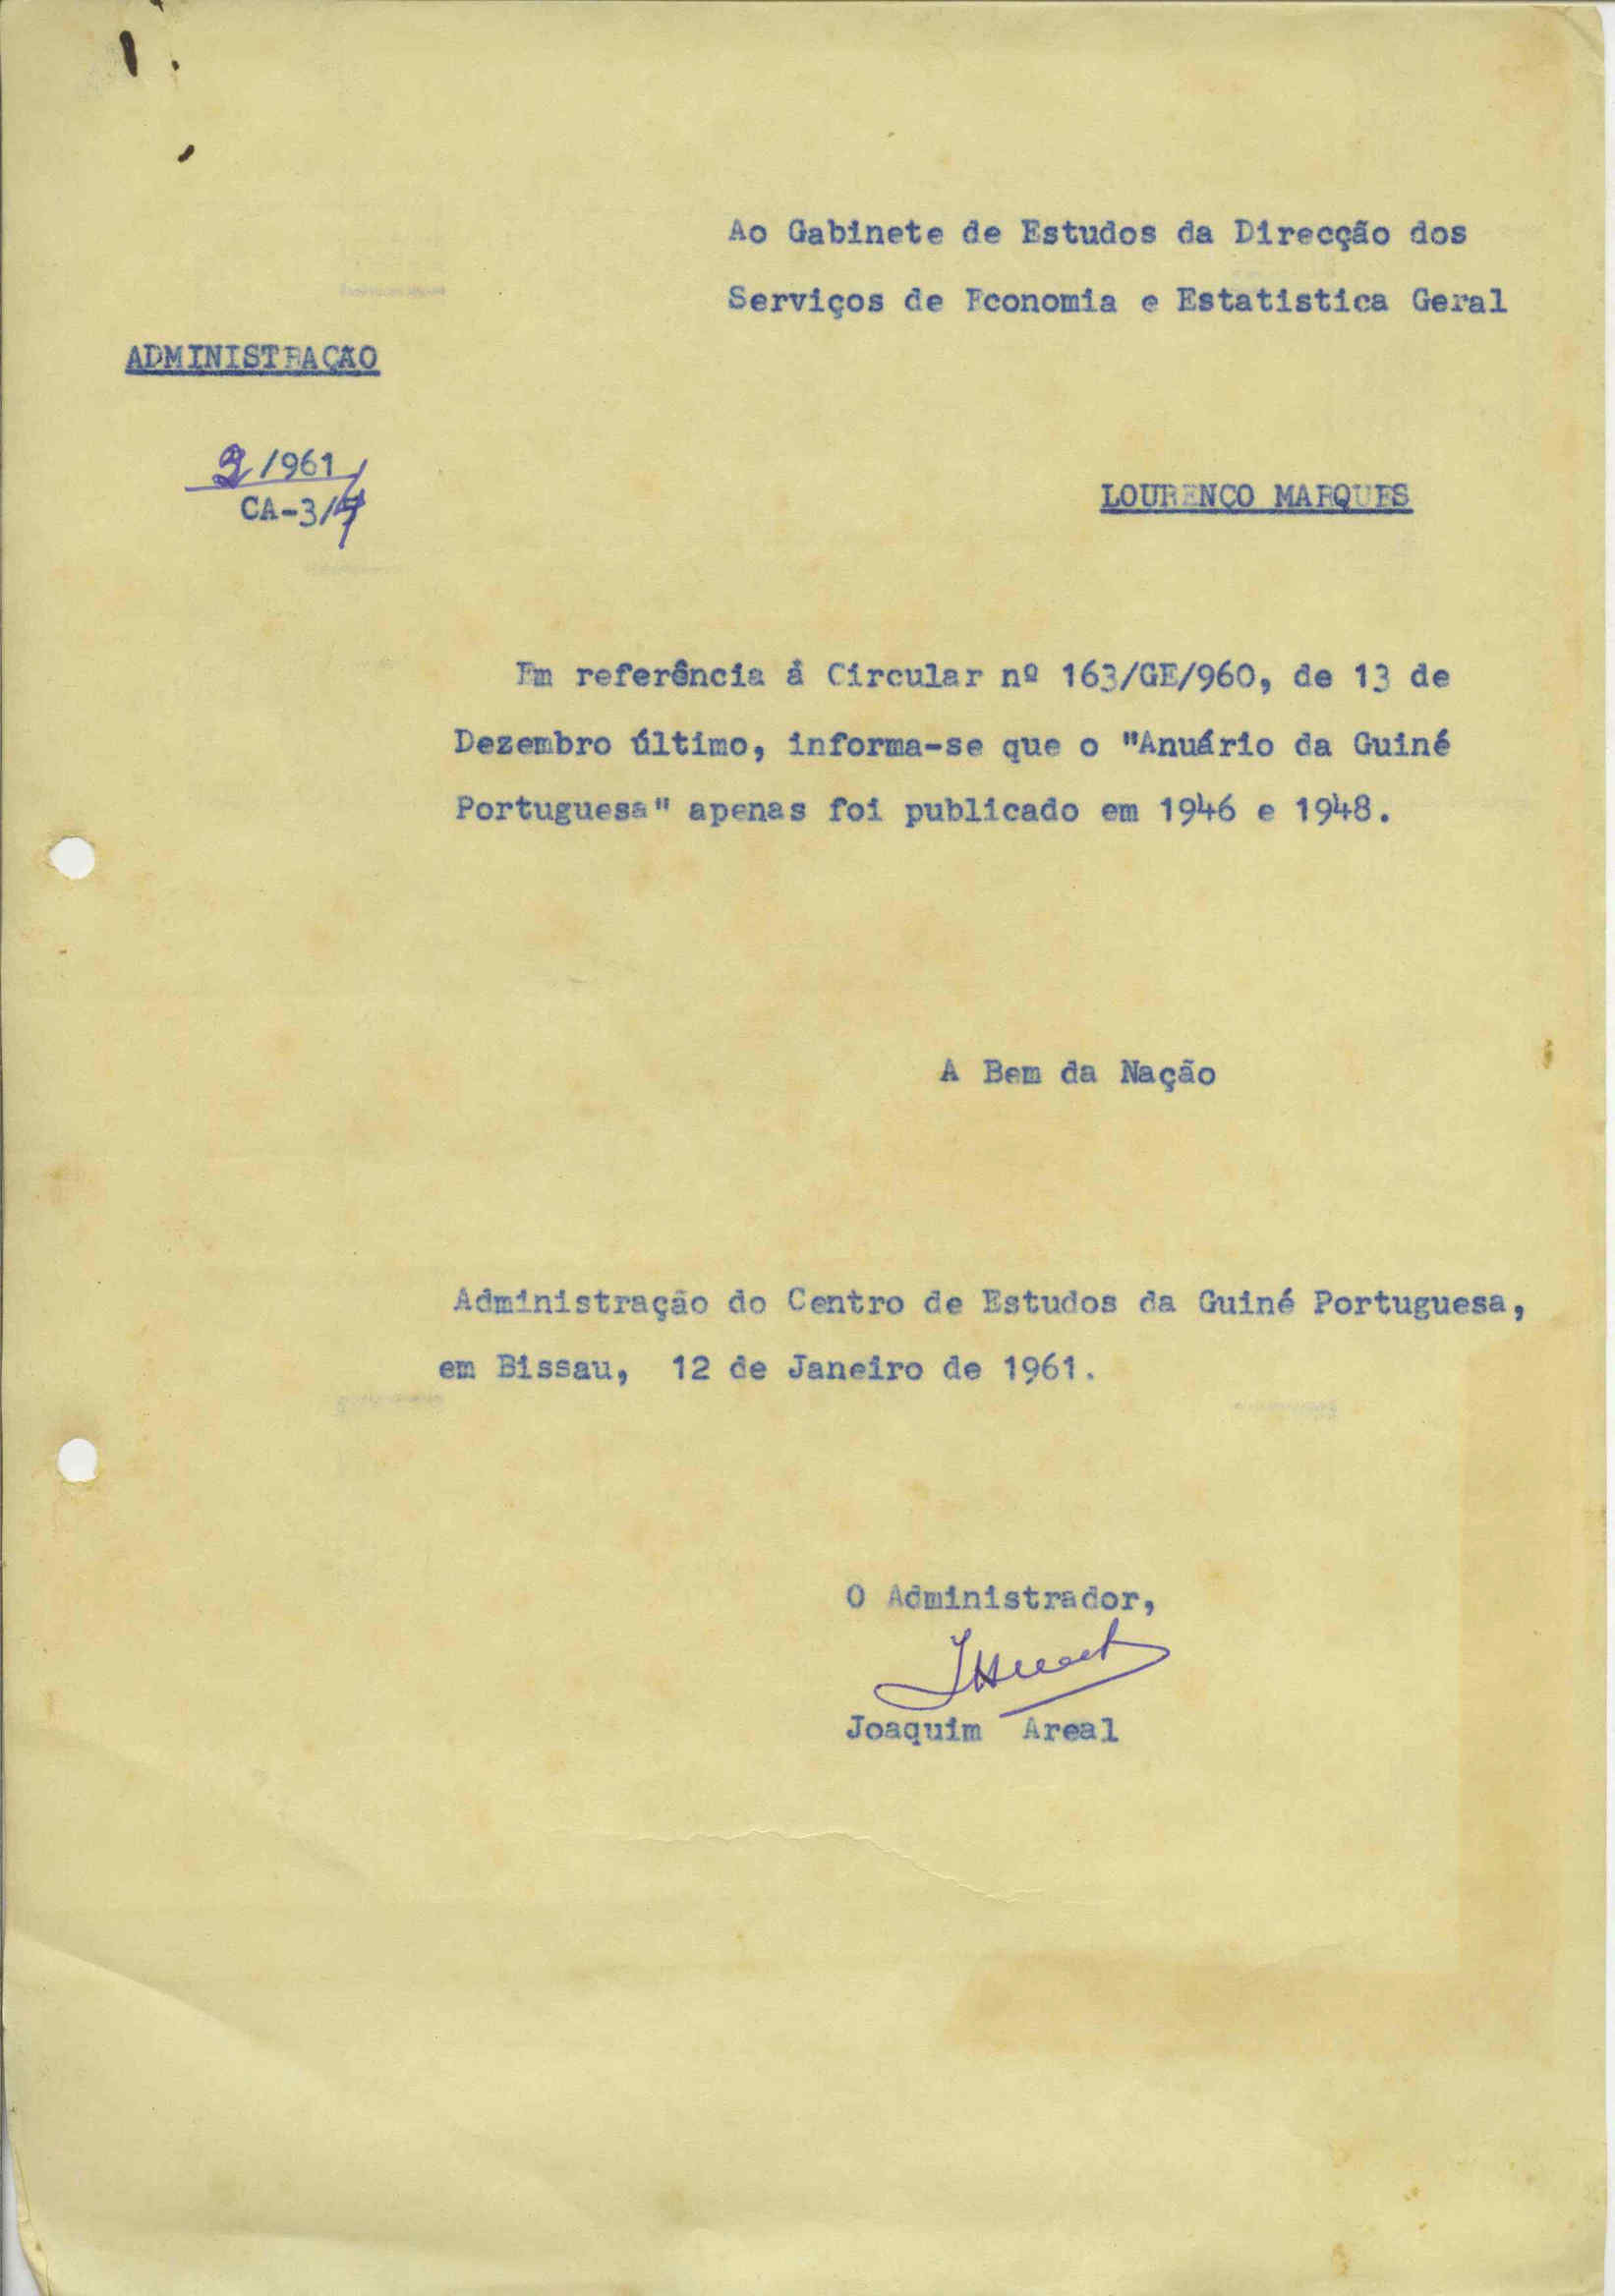 Ao Gabinete de Estudos da Direcção dos
Serviços de Economia e Estatistica Geral
ADMINISTRAÇÃO
2/961
CA-3/7
LOURENÇO MARQUES
Em referência á Circular nº 163/GE/960, de 13 de
Dezembro último, informa-se que o "Anuário da Guiné
Portuguesa" apenas foi publicado em 1946 e 1948.
A Bem da Nação
Administração do Centro de Estudos da Guiné Portuguesa,
em Bissau, 12 de Janeiro de 1961.
O Administrador,
Joaquim Areal